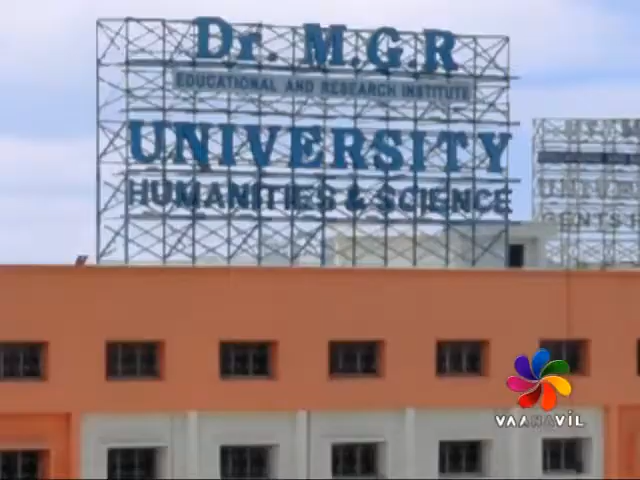 Dr. M.G.R
EDUCATIONAL AND RESEARCH INSTITUTE
UNIVERSITY
HUMANITIES & SCIENCE
VAANAVIL